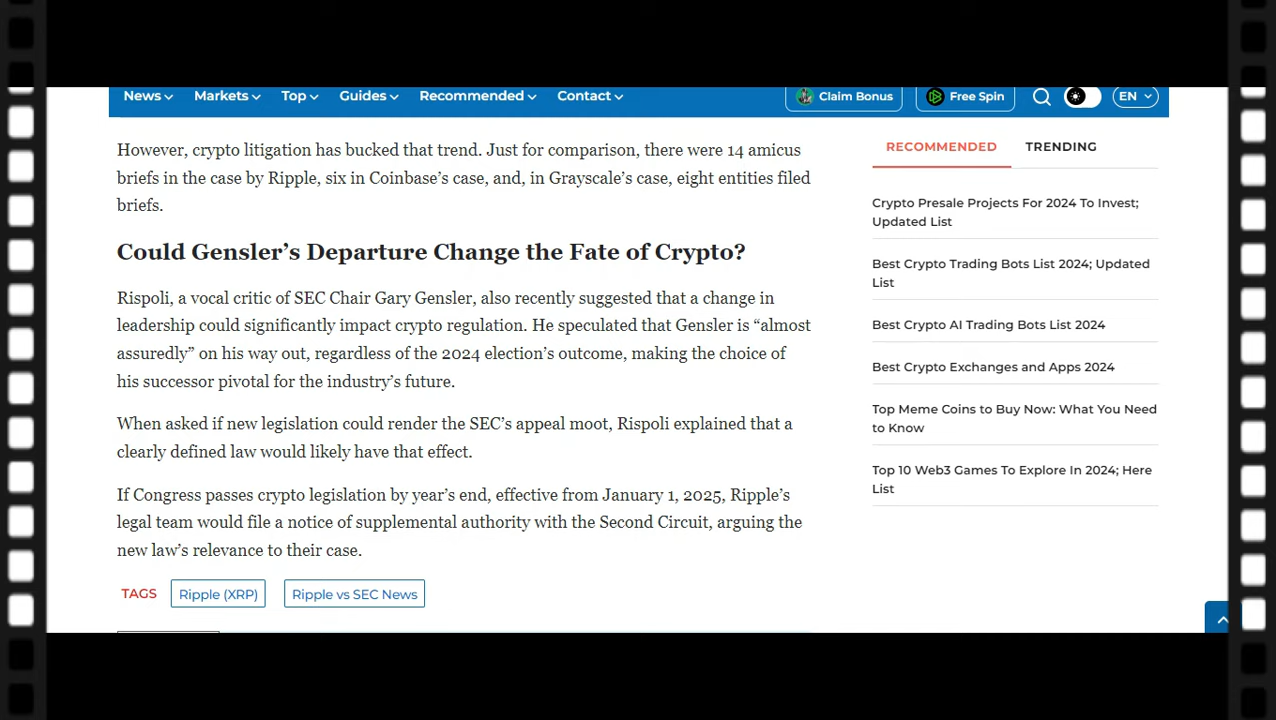 News Markets Top Guides Recommended Contact Claim Bonus Free Spin EN
However, crypto litigation has bucked that trend. Just for comparison, there were 14 amicus
briefs in the case by Ripple, six in Coinbase’s case, and, in Grayscale’s case, eight entities filed
briefs.
Could Gensler’s Departure Change the Fate of Crypto?
Rispoli, a vocal critic of SEC Chair Gary Gensler, also recently suggested that a change in
leadership could significantly impact crypto regulation. He speculated that Gensler is “almost
assuredly” on his way out, regardless of the 2024 election’s outcome, making the choice of
his successor pivotal for the industry’s future.
When asked if new legislation could render the SEC’s appeal moot, Rispoli explained that a
clearly defined law would likely have that effect.
If Congress passes crypto legislation by year’s end, effective from January 1, 2025, Ripple’s
legal team would file a notice of supplemental authority with the Second Circuit, arguing the
new law’s relevance to their case.
TAGS Ripple (XRP) Ripple vs SEC News
RECOMMENDED TRENDING
Crypto Presale Projects For 2024 To Invest;
Updated List
Best Crypto Trading Bots List 2024; Updated
List
Best Crypto AI Trading Bots List 2024
Best Crypto Exchanges and Apps 2024
Top Meme Coins to Buy Now: What You Need
to Know
Top 10 Web3 Games To Explore In 2024; Here
List